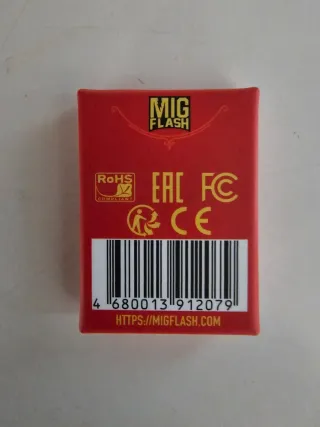 MIG
FLASH
RoHS
COMPLIANT
EAC FC
CE
4 680013 912079
HTTPS://MIGFLASH.COM